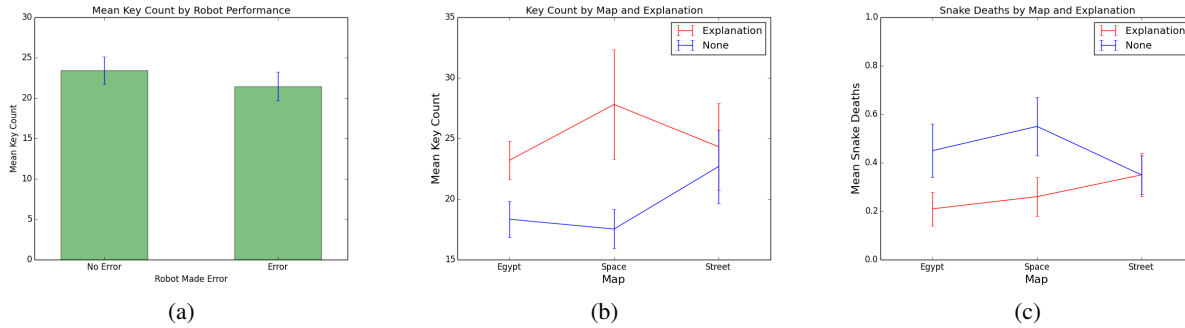 Mean Key Count by Robot Performance
30
25
20
15
10
5
0
Mean Key Count
No Error
Error
Robot Made Error
(a)
Key Count by Map and Explanation
35
30
25
20
15
Mean Key Count
Explanation
None
Egypt
Space
Street
Map
(b)
Snake Deaths by Map and Explanation
1.0
0.8
0.6
0.4
0.2
0.0
Mean Snake Deaths
Explanation
None
Egypt
Space
Street
Map
(c)